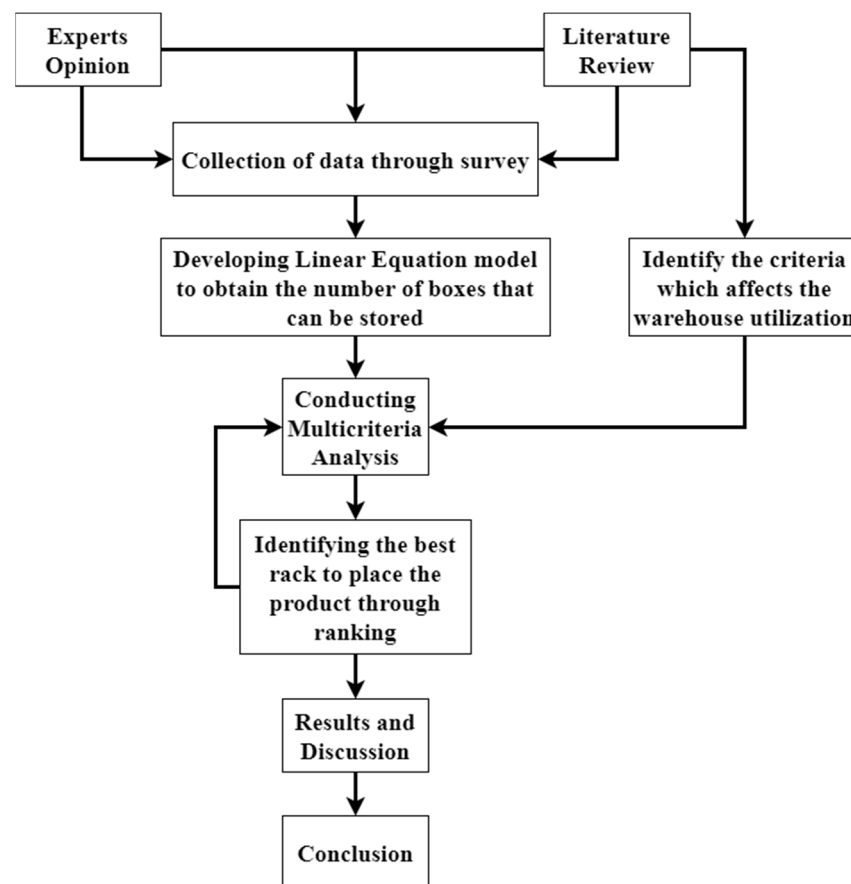 Experts
Opinion
Literature
Review
Collection of data through survey
Developing Linear Equation model
to obtain the number of boxes that
can be stored
Identify the criteria
which affects the
warehouse utilization
Conducting
Multicriteria
Analysis
Identifying the best
rack to place the
product through
ranking
Results and
Discussion
Conclusion